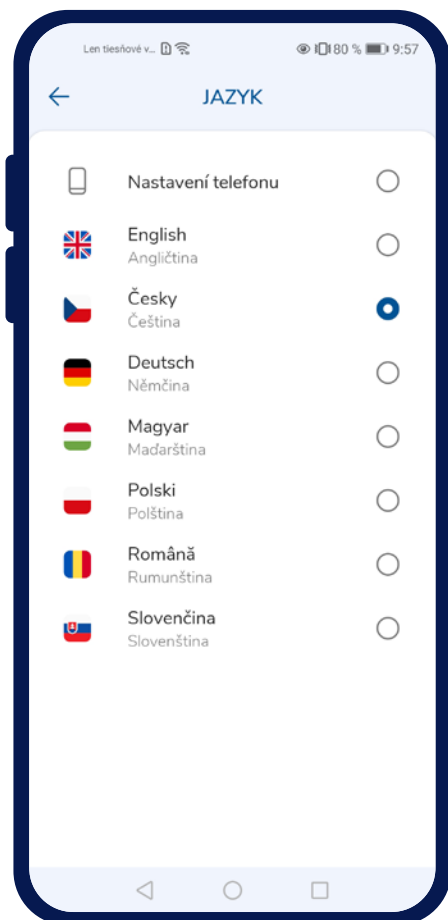 Len tiesňové v... 80 % 9:57
JAZYK
Nastavení telefonu
English
Angličtina
Česky
Čeština
Deutsch
Němčina
Magyar
Maďarština
Polski
Polština
Română
Rumunština
Slovenčina
Slovenština